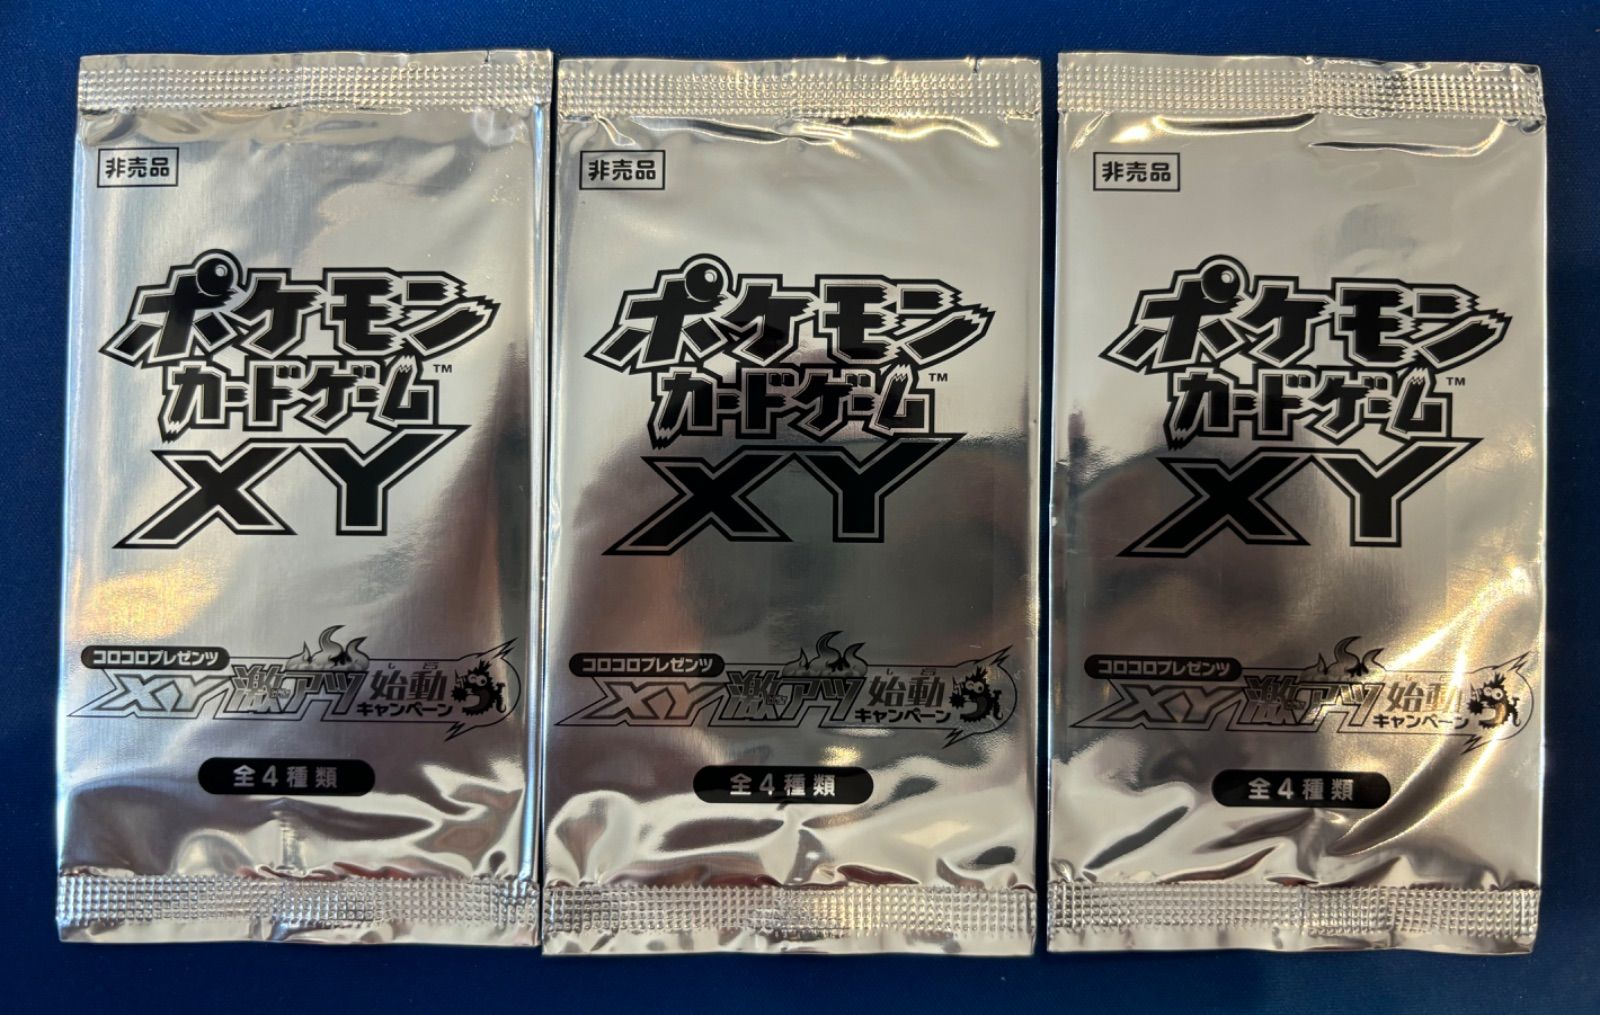 非売品
ポケモン
カードゲーム™
XY
コロコロプレゼンツ
XY 激アツ 始動
キャンペーン
全4種類
非売品
ポケモン
カードゲーム™
XY
コロコロプレゼンツ
XY 激アツ 始動
キャンペーン
全4種類
非売品
ポケモン
カードゲーム™
XY
コロコロプレゼンツ
XY 激アツ 始動
キャンペーン
全4種類